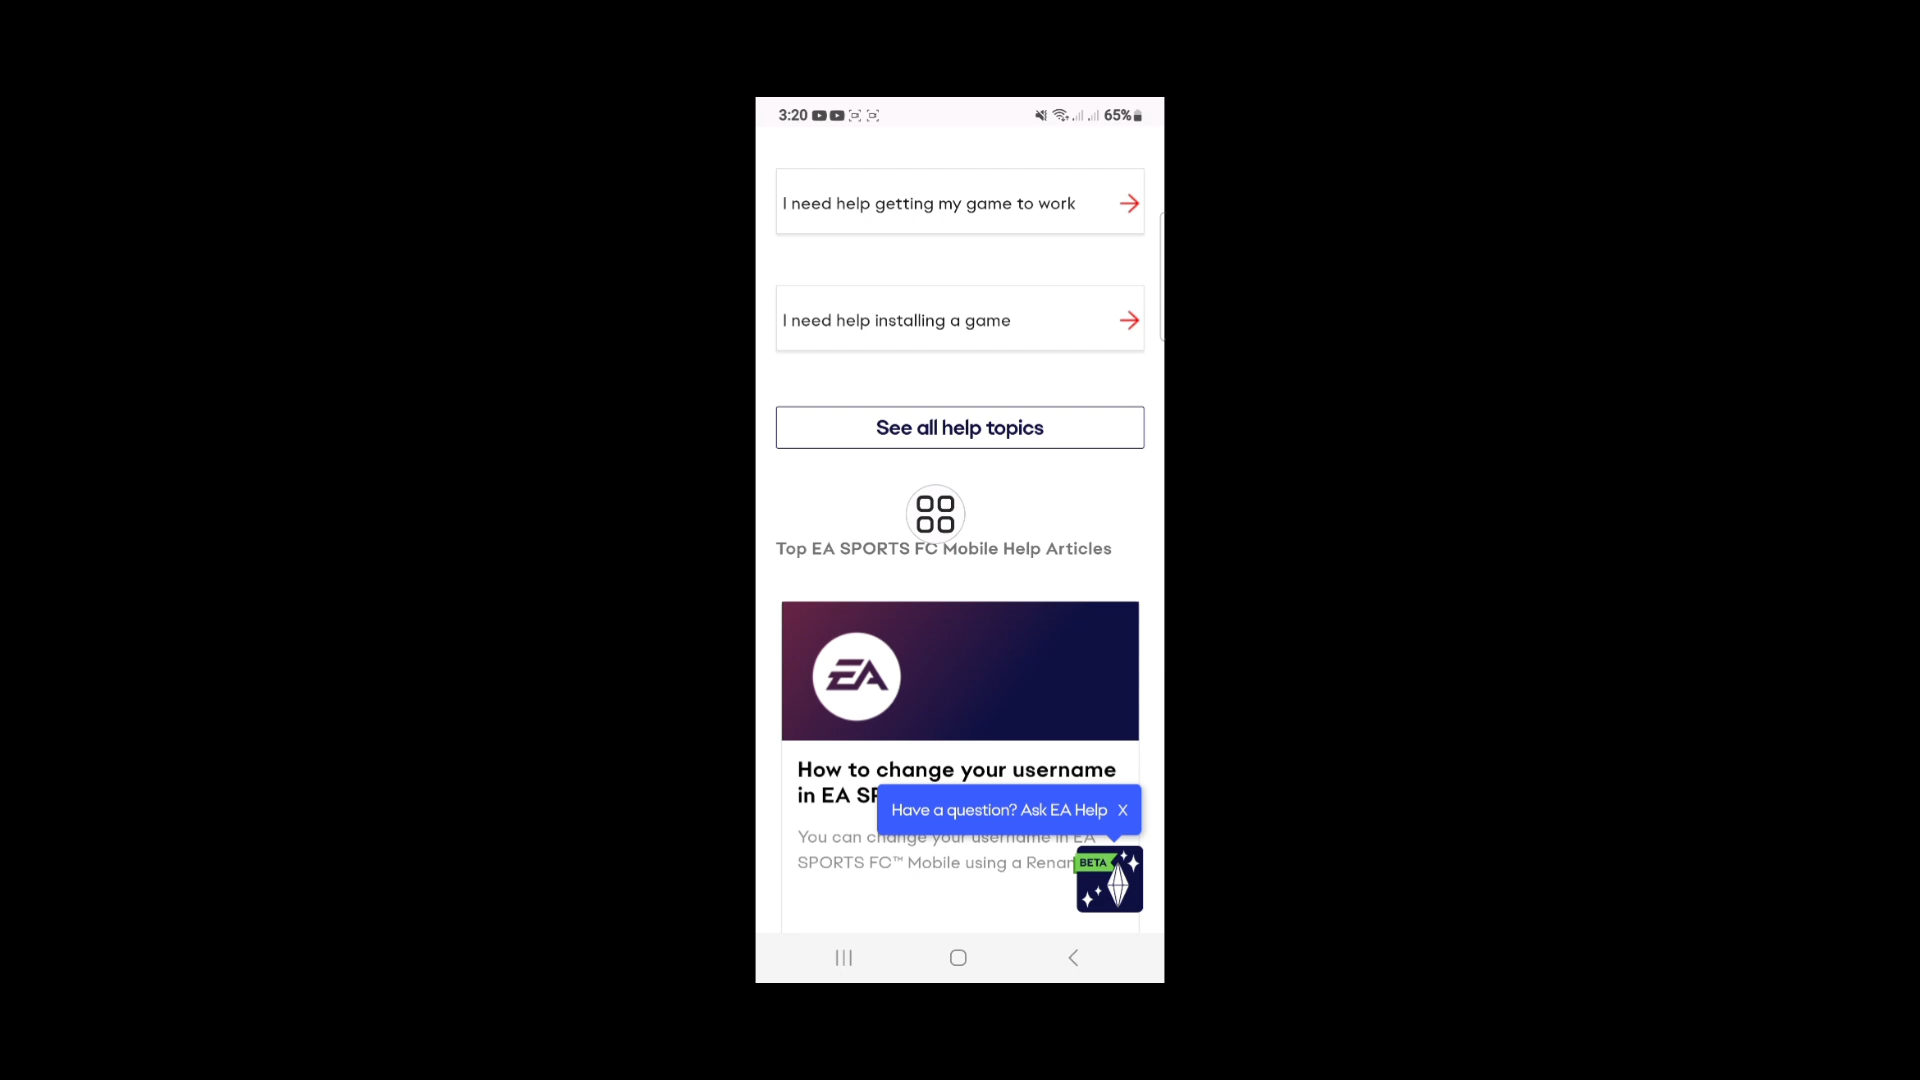 3:20 65%
I need help getting my game to work
I need help installing a game
See all help topics
Top EA SPORTS FC Mobile Help Articles
EA
How to change your username
in EA
Have a question? Ask EA Help X
You can change your username in EA
SPORTS FC™ Mobile using a
BETA